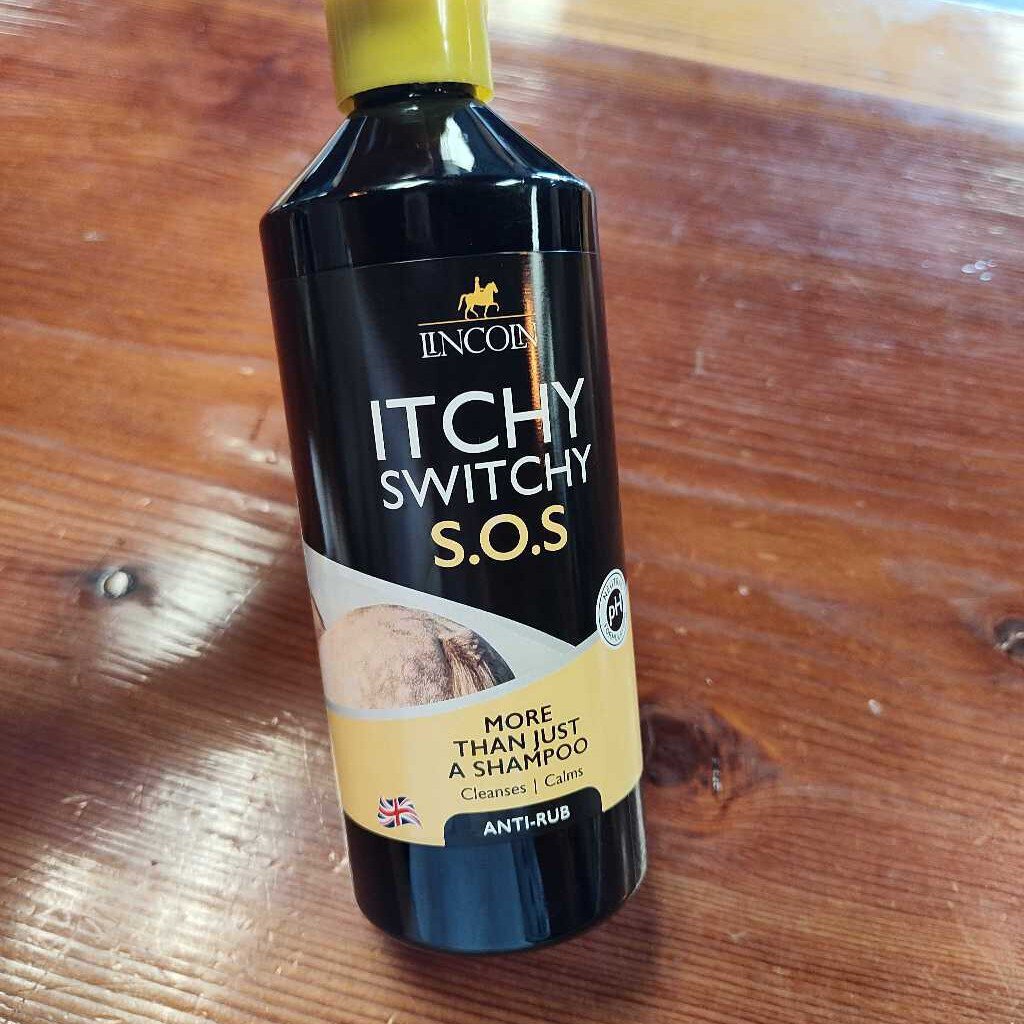 LINCOLN
ITCHY
SWITCHY
S.O.S
pH
MORE
THAN JUST
A SHAMPOO
Cleanses | Calms
ANTI-RUB